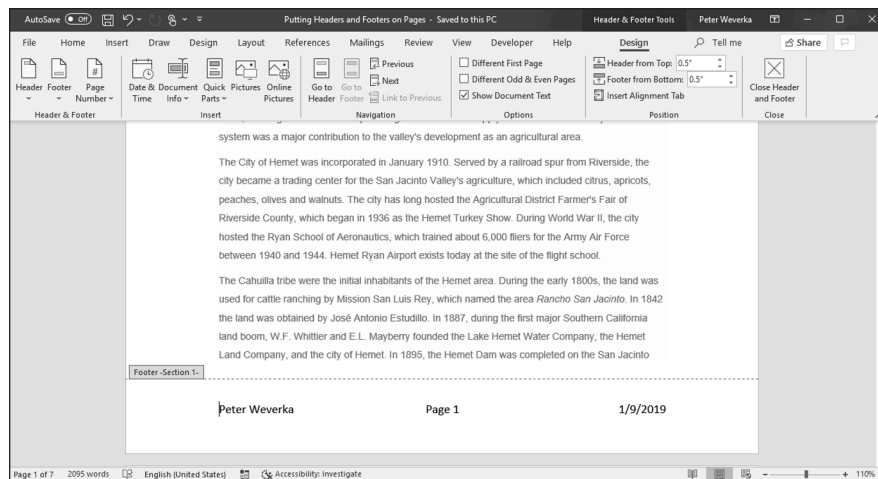 AutoSave Off Putting Headers and Footers on Pages - Saved to this PC Header & Footer Tools Peter Weverka
File Home Insert Draw Design Layout References Mailings Review View Developer Help Design Tell me Share
Header Footer Page Number
Header & Footer
Date & Time Document Info Quick Parts Pictures Online Pictures
Insert
Go to Header Go to Footer Previous
Next
Link to Previous
Navigation
Different First Page
Different Odd & Even Pages
Show Document Text
Options
Header from Top: 0.5"
Footer from Bottom: 0.5"
Insert Alignment Tab
Position
Close Header and Footer
Close
system was a major contribution to the valley's development as an agricultural area.
The City of Hemet was incorporated in January 1910. Served by a railroad spur from Riverside, the
city became a trading center for the San Jacinto Valley's agriculture, which included citrus, apricots,
peaches, olives and walnuts. The city has long hosted the Agricultural District Farmer's Fair of
Riverside County, which began in 1936 as the Hemet Turkey Show. During World War II, the city
hosted the Ryan School of Aeronautics, which trained about 6,000 fliers for the Army Air Force
between 1940 and 1944. Hemet Ryan Airport exists today at the site of the flight school.
The Cahuilla tribe were the initial inhabitants of the Hemet area. During the early 1800s, the land was
used for cattle ranching by Mission San Luis Rey, which named the area Rancho San Jacinto. In 1842
the land was obtained by José Antonio Estudillo. In 1887, during the first major Southern California
land boom, W.F. Whittier and E.L. Mayberry founded the Lake Hemet Water Company, the Hemet
Land Company, and the city of Hemet. In 1895, the Hemet Dam was completed on the San Jacinto
Footer -Section 1-
Peter Weverka Page 1 1/9/2019
Page 1 of 7 2095 words English (United States) Accessibility: Investigate 110%